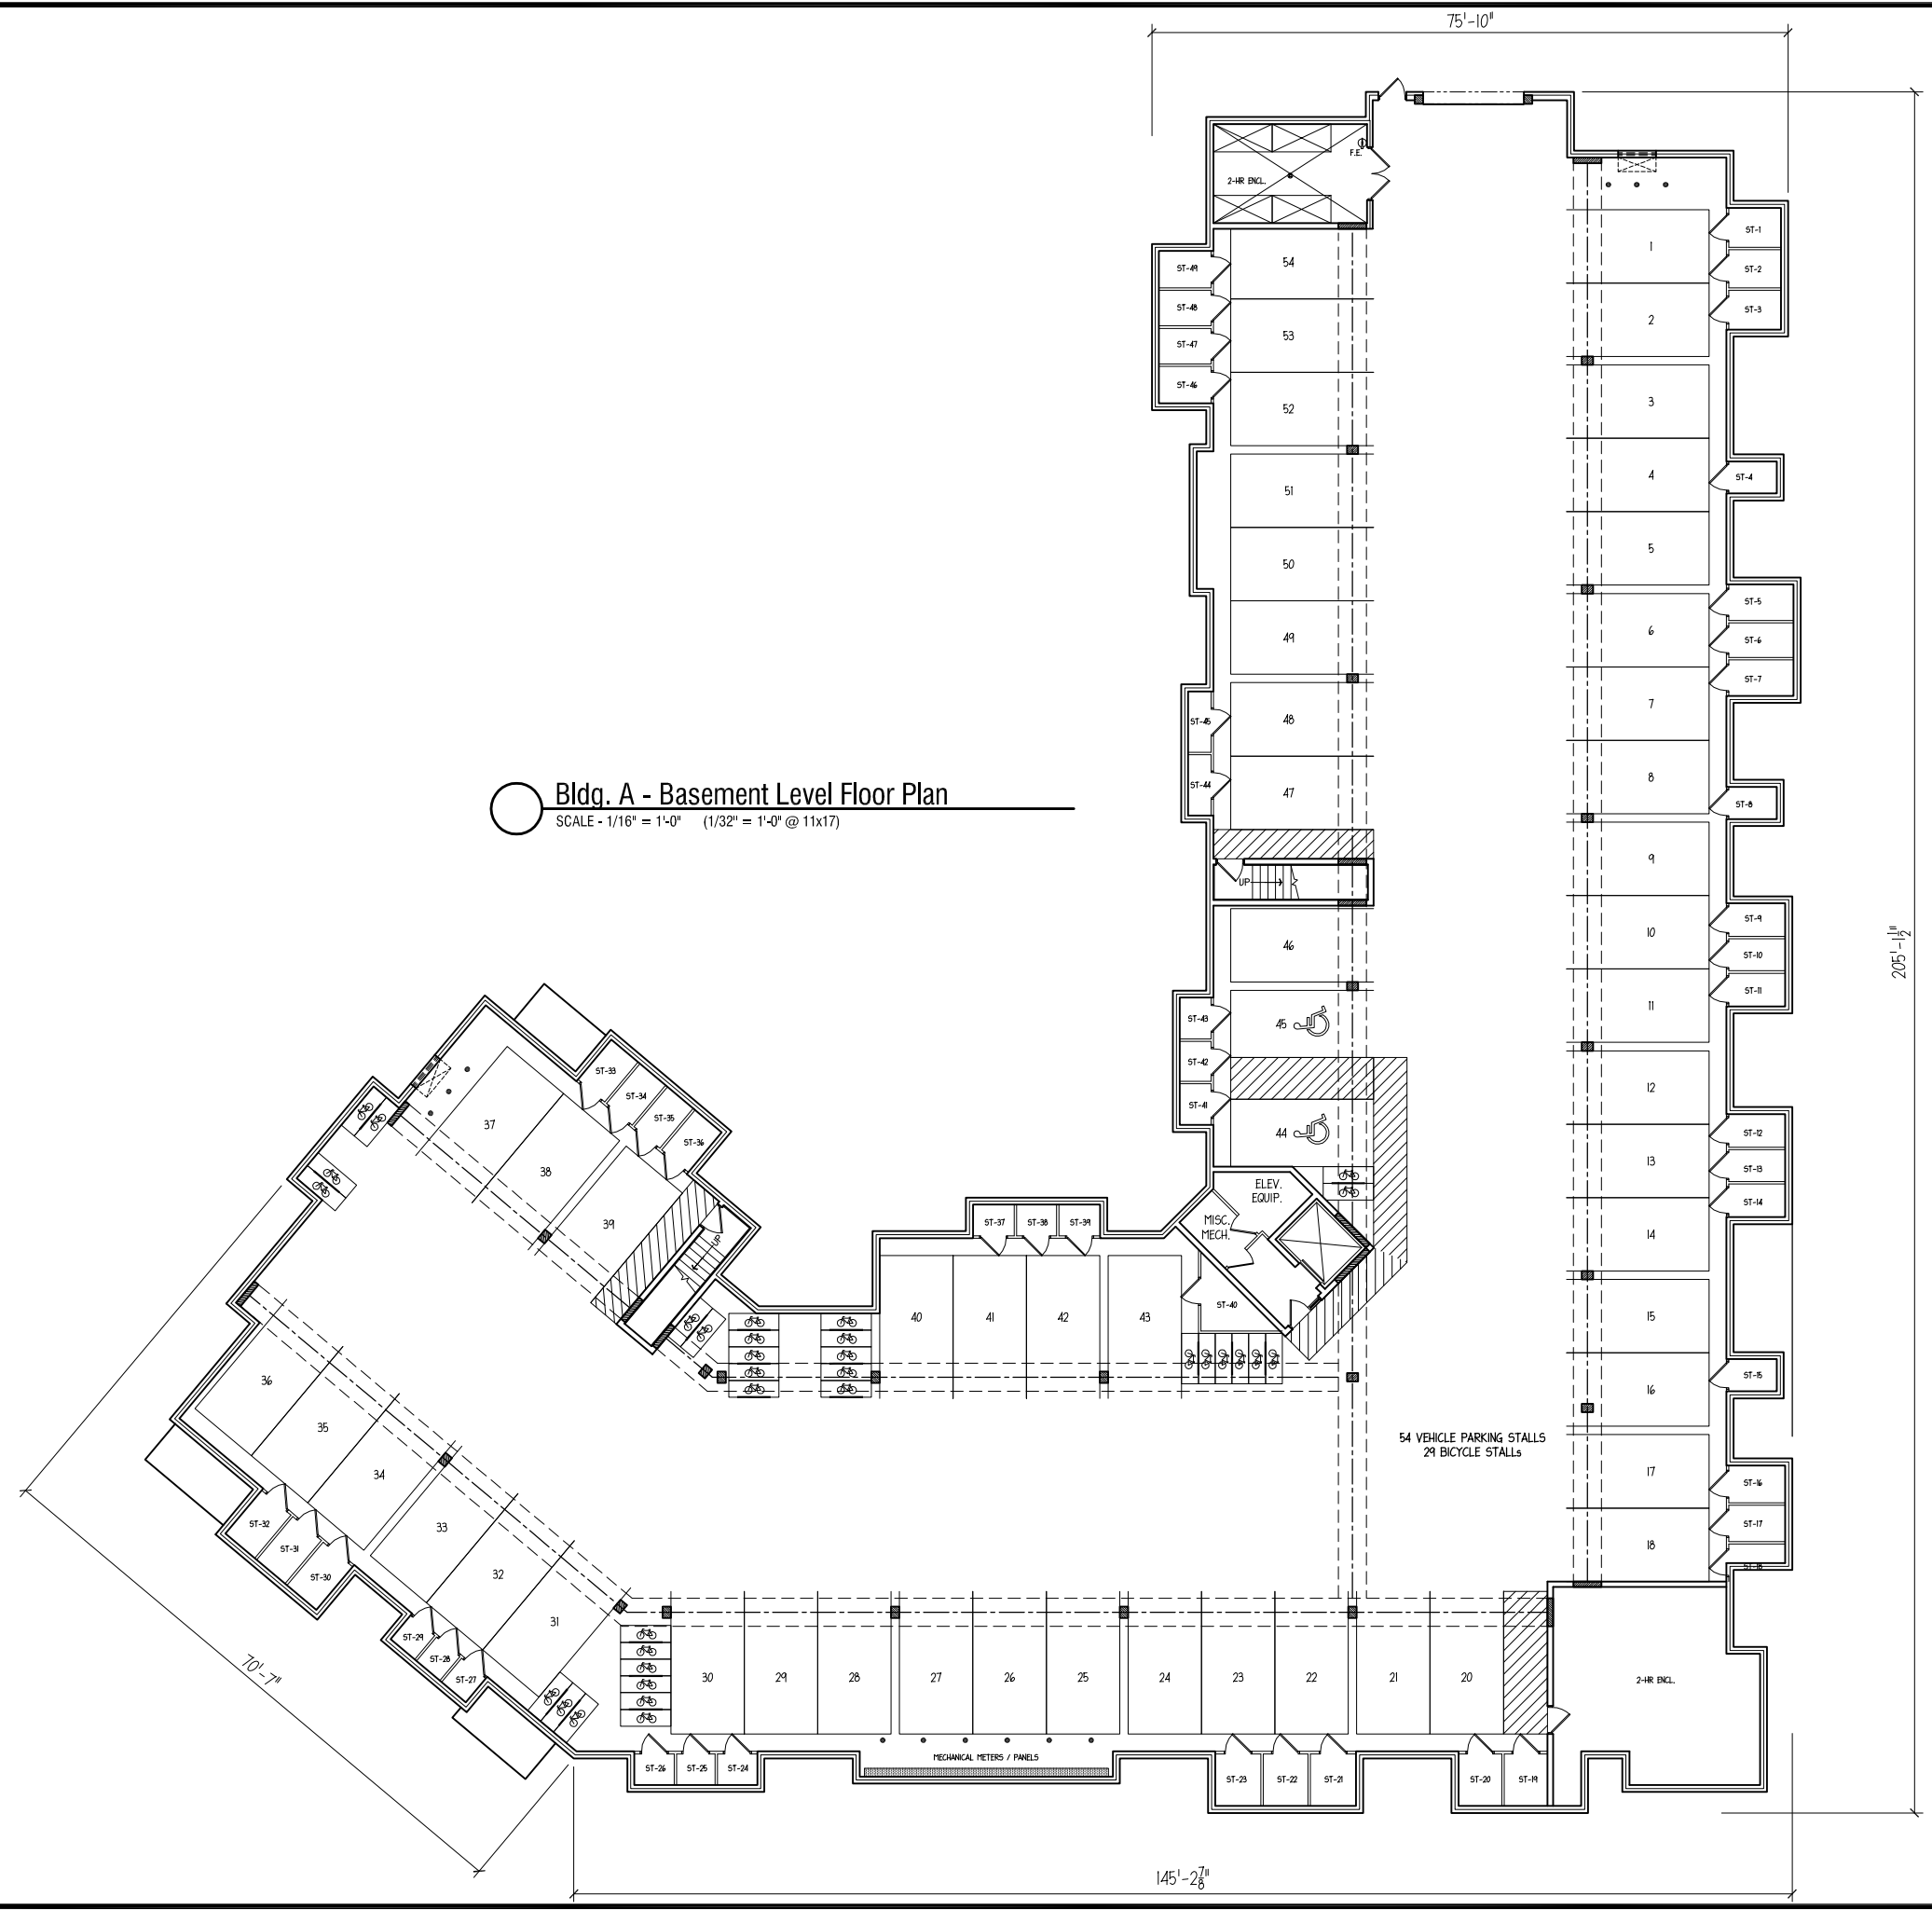 75'-10"
F.E.
2-HR ENCL.
ST-1
1
ST-2
ST-3
2
54
ST-49
ST-48
53
ST-47
ST-46
52
3
4
ST-4
51
5
50
ST-5
6
ST-6
49
ST-7
7
ST-45
48
8
ST-8
ST-44
47
Bldg. A - Basement Level Floor Plan
SCALE - 1/16" = 1'-0" (1/32" = 1'-0" @ 11x17)
9
UP
ST-9
10
46
ST-10
205'-1 1/2"
ST-11
11
ST-43
45
ST-42
12
ST-41
44
ST-12
13
ST-13
ST-14
ELEV.
EQUIP.
MISC.
MECH.
14
ST-33
ST-34
ST-35
ST-36
37
38
39
UP
ST-37
ST-38
ST-39
40
41
42
43
ST-40
15
16
ST-15
54 VEHICLE PARKING STALLS
29 BICYCLE STALLs
17
ST-16
ST-17
18
ST-18
36
35
34
33
32
31
ST-32
ST-31
ST-30
ST-29
ST-28
ST-27
70'-7"
30
29
28
27
26
25
24
23
22
21
20
2-HR ENCL.
MECHANICAL METERS / PANELS
ST-26
ST-25
ST-24
ST-23
ST-22
ST-21
ST-20
ST-19
145'-2 7/8"